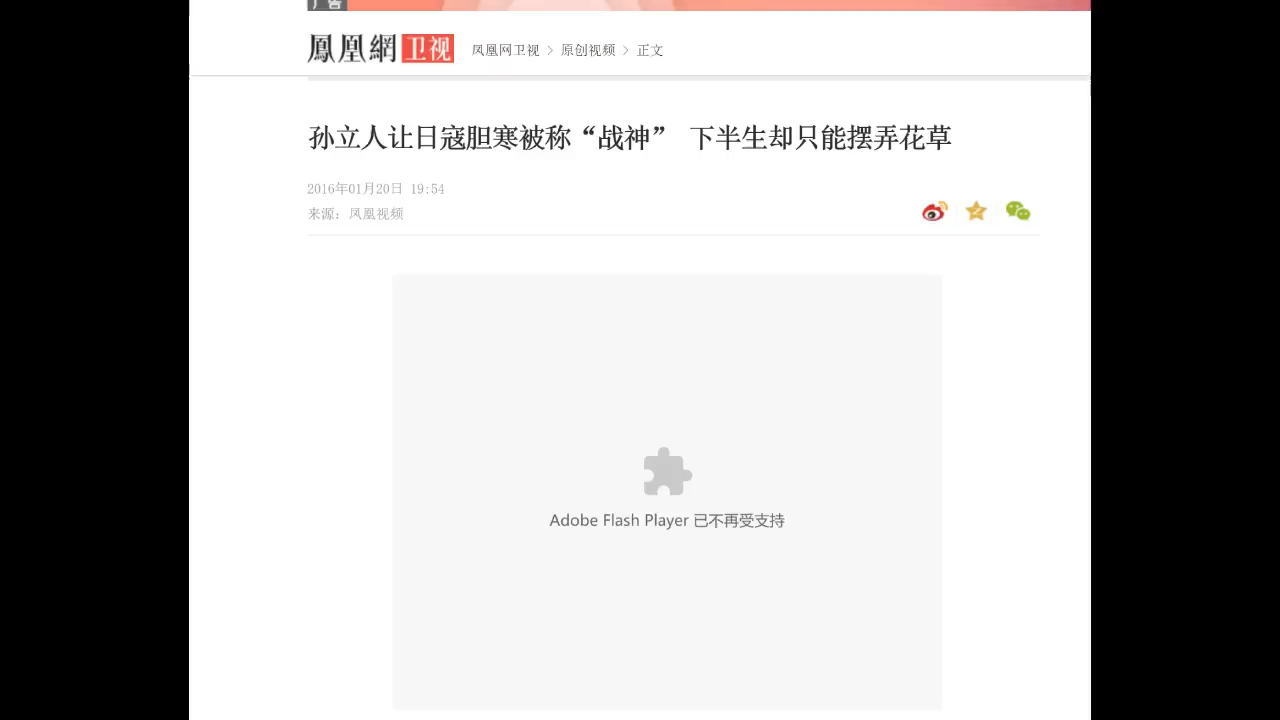 广告
鳳凰網卫视 凤凰网卫视 > 原创视频 > 正文
孙立人让日寇胆寒被称“战神” 下半生却只能摆弄花草
2016年01月20日 19:54
来源：凤凰视频
Adobe Flash Player 已不再受支持